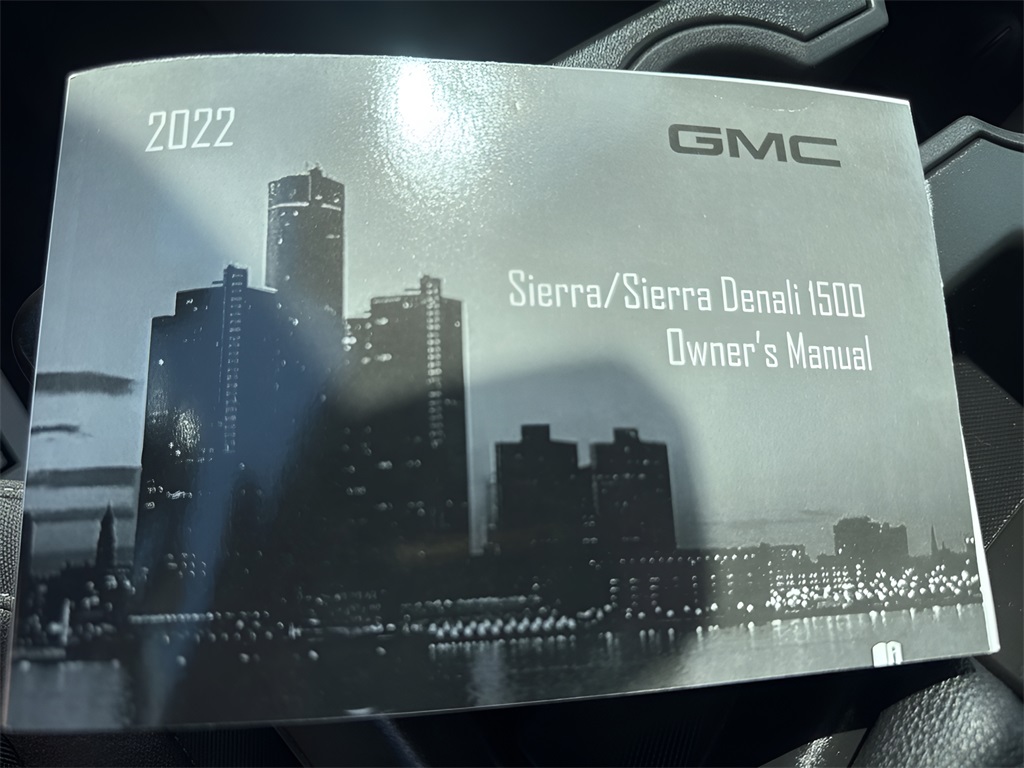 2022
GMC
Sierra/Sierra Denali 1500
Owner's Manual